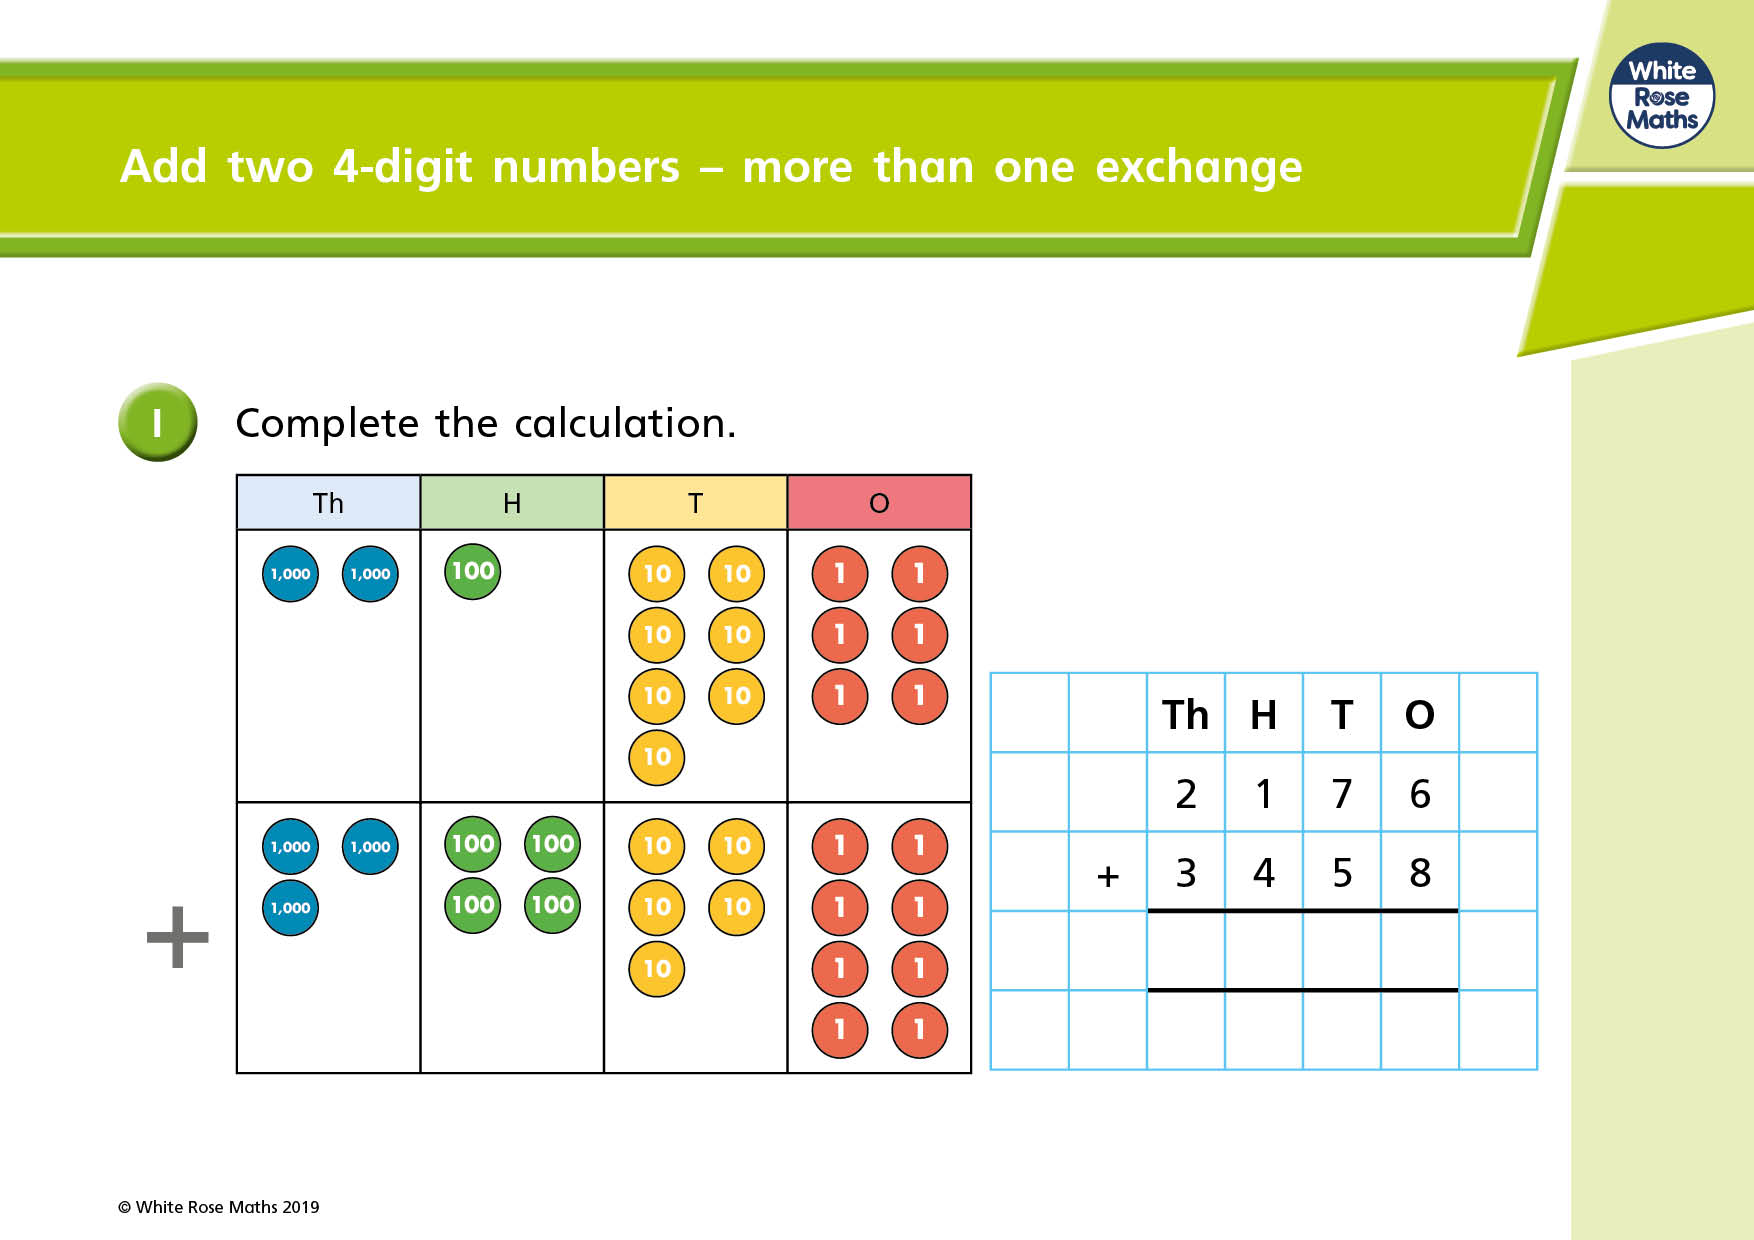 White
Rose
Maths
Add two 4-digit numbers – more than one exchange
1 Complete the calculation.
Th H T O
1,000 1,000 100 10 10 1 1
10 10 1 1
10 10 1 1
10
1,000 1,000 100 100 10 10 1 1
1,000 100 100 10 10 1 1
+ 10 1 1
1 1
Th H T O
2 1 7 6
+ 3 4 5 8
© White Rose Maths 2019